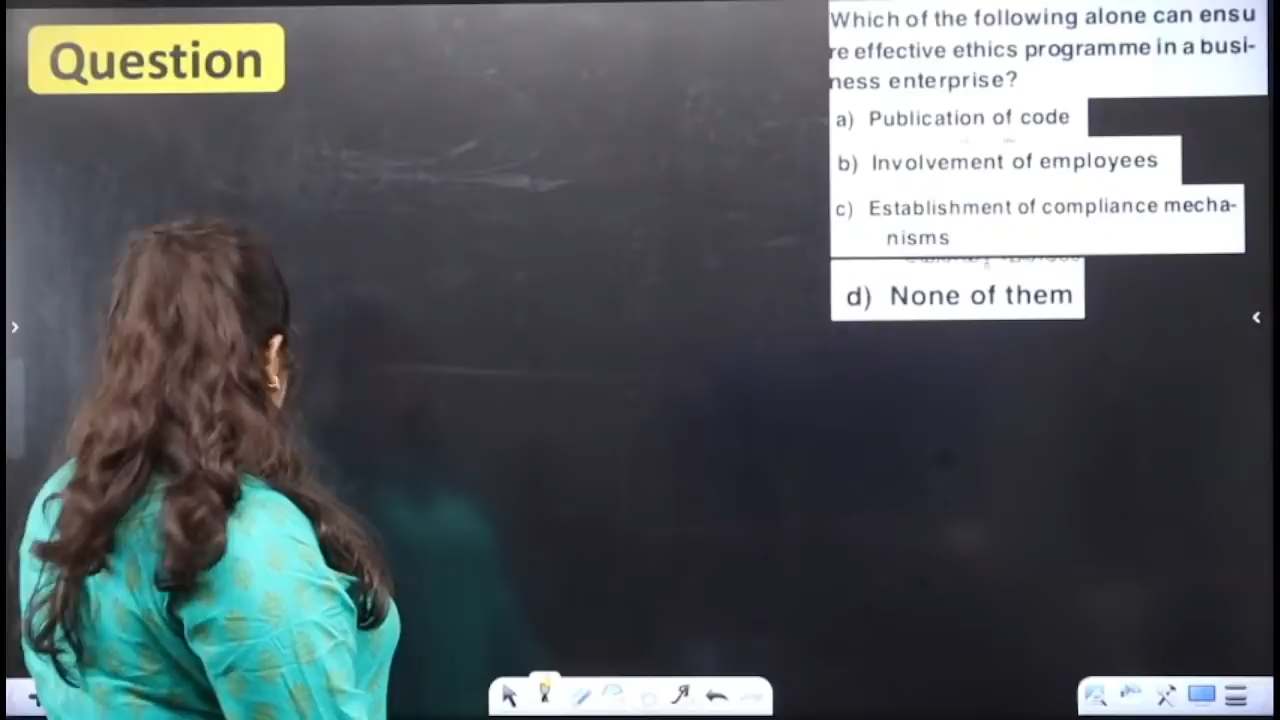 Question
Which of the following alone can ensu
re effective ethics programme in a busi-
ness enterprise?
a) Publication of code
b) Involvement of employees
c) Establishment of compliance mecha-
nisms
d) None of them